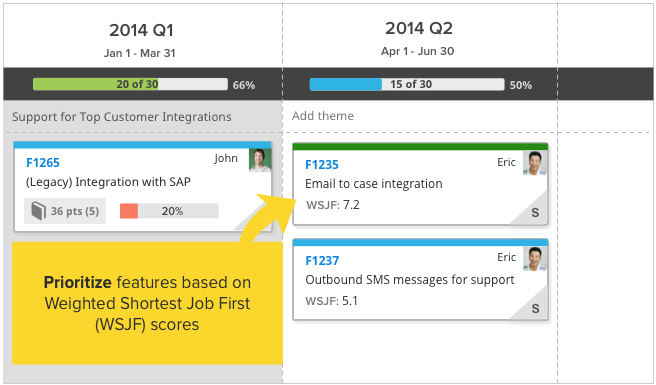 2014 Q1
Jan 1 - Mar 31
20 of 30
66%
Support for Top Customer Integrations
F1265
John
(Legacy) Integration with SAP
36 pts (5)
20%
Prioritize features based on
Weighted Shortest Job First
(WSJF) scores
2014 Q2
Apr 1 - Jun 30
15 of 30
50%
Add theme
F1235
Eric
Email to case integration
WSJF: 7.2
S
F1237
Eric
Outbound SMS messages for support
WSJF: 5.1
S